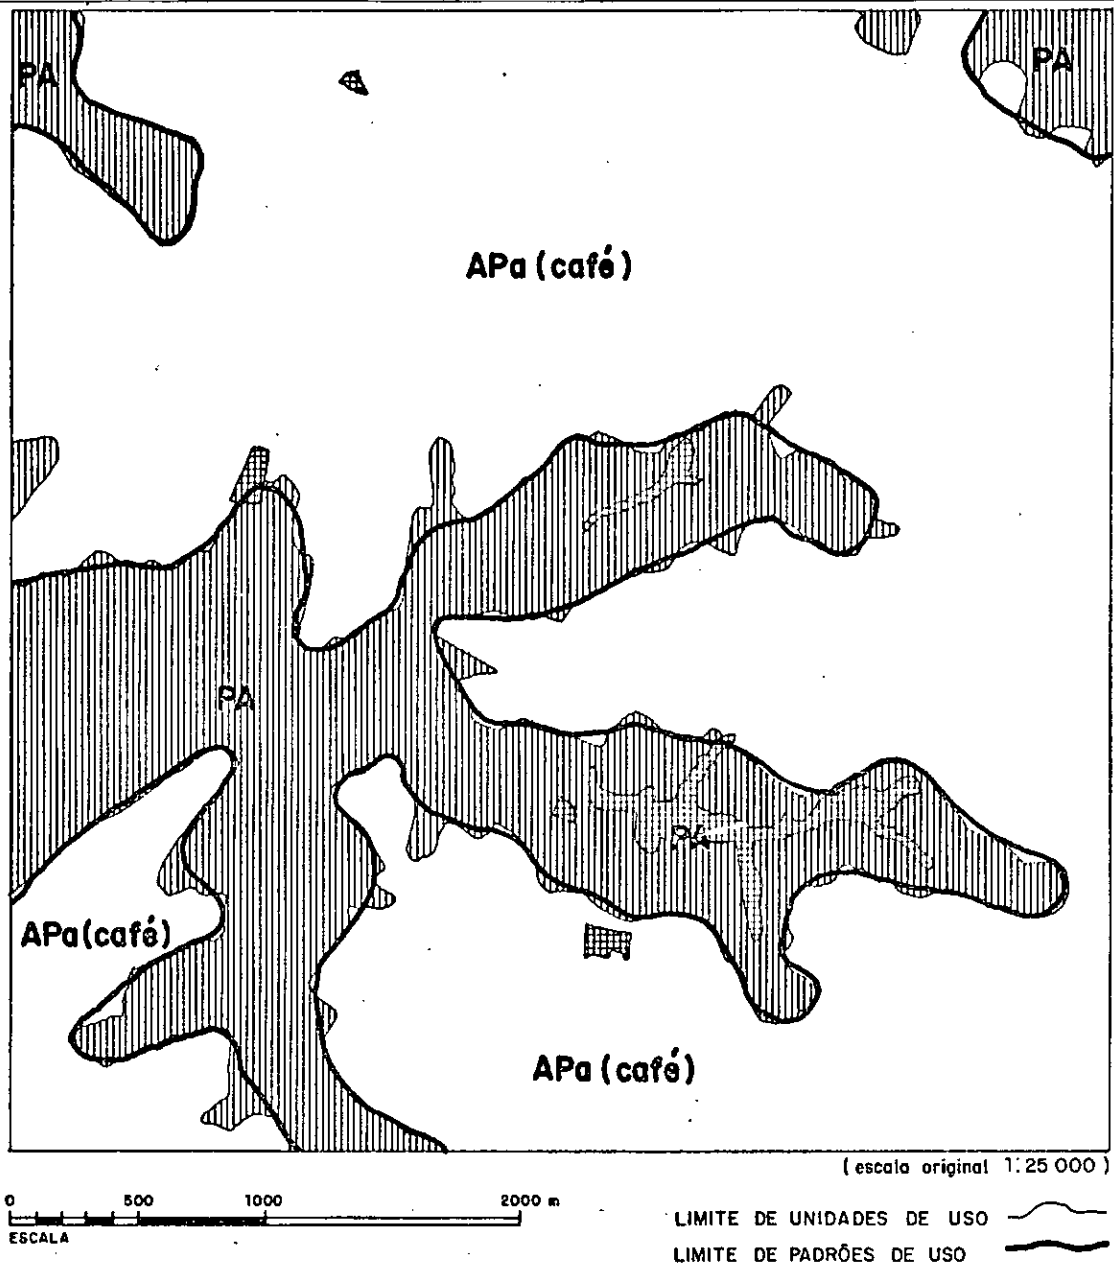 PA
PA
APa (café)
PA
PA
APa (café)
APa (café)
(escala original 1:25 000)
0 500 1000 2000 m
ESCALA
LIMITE DE UNIDADES DE USO
LIMITE DE PADRÕES DE USO